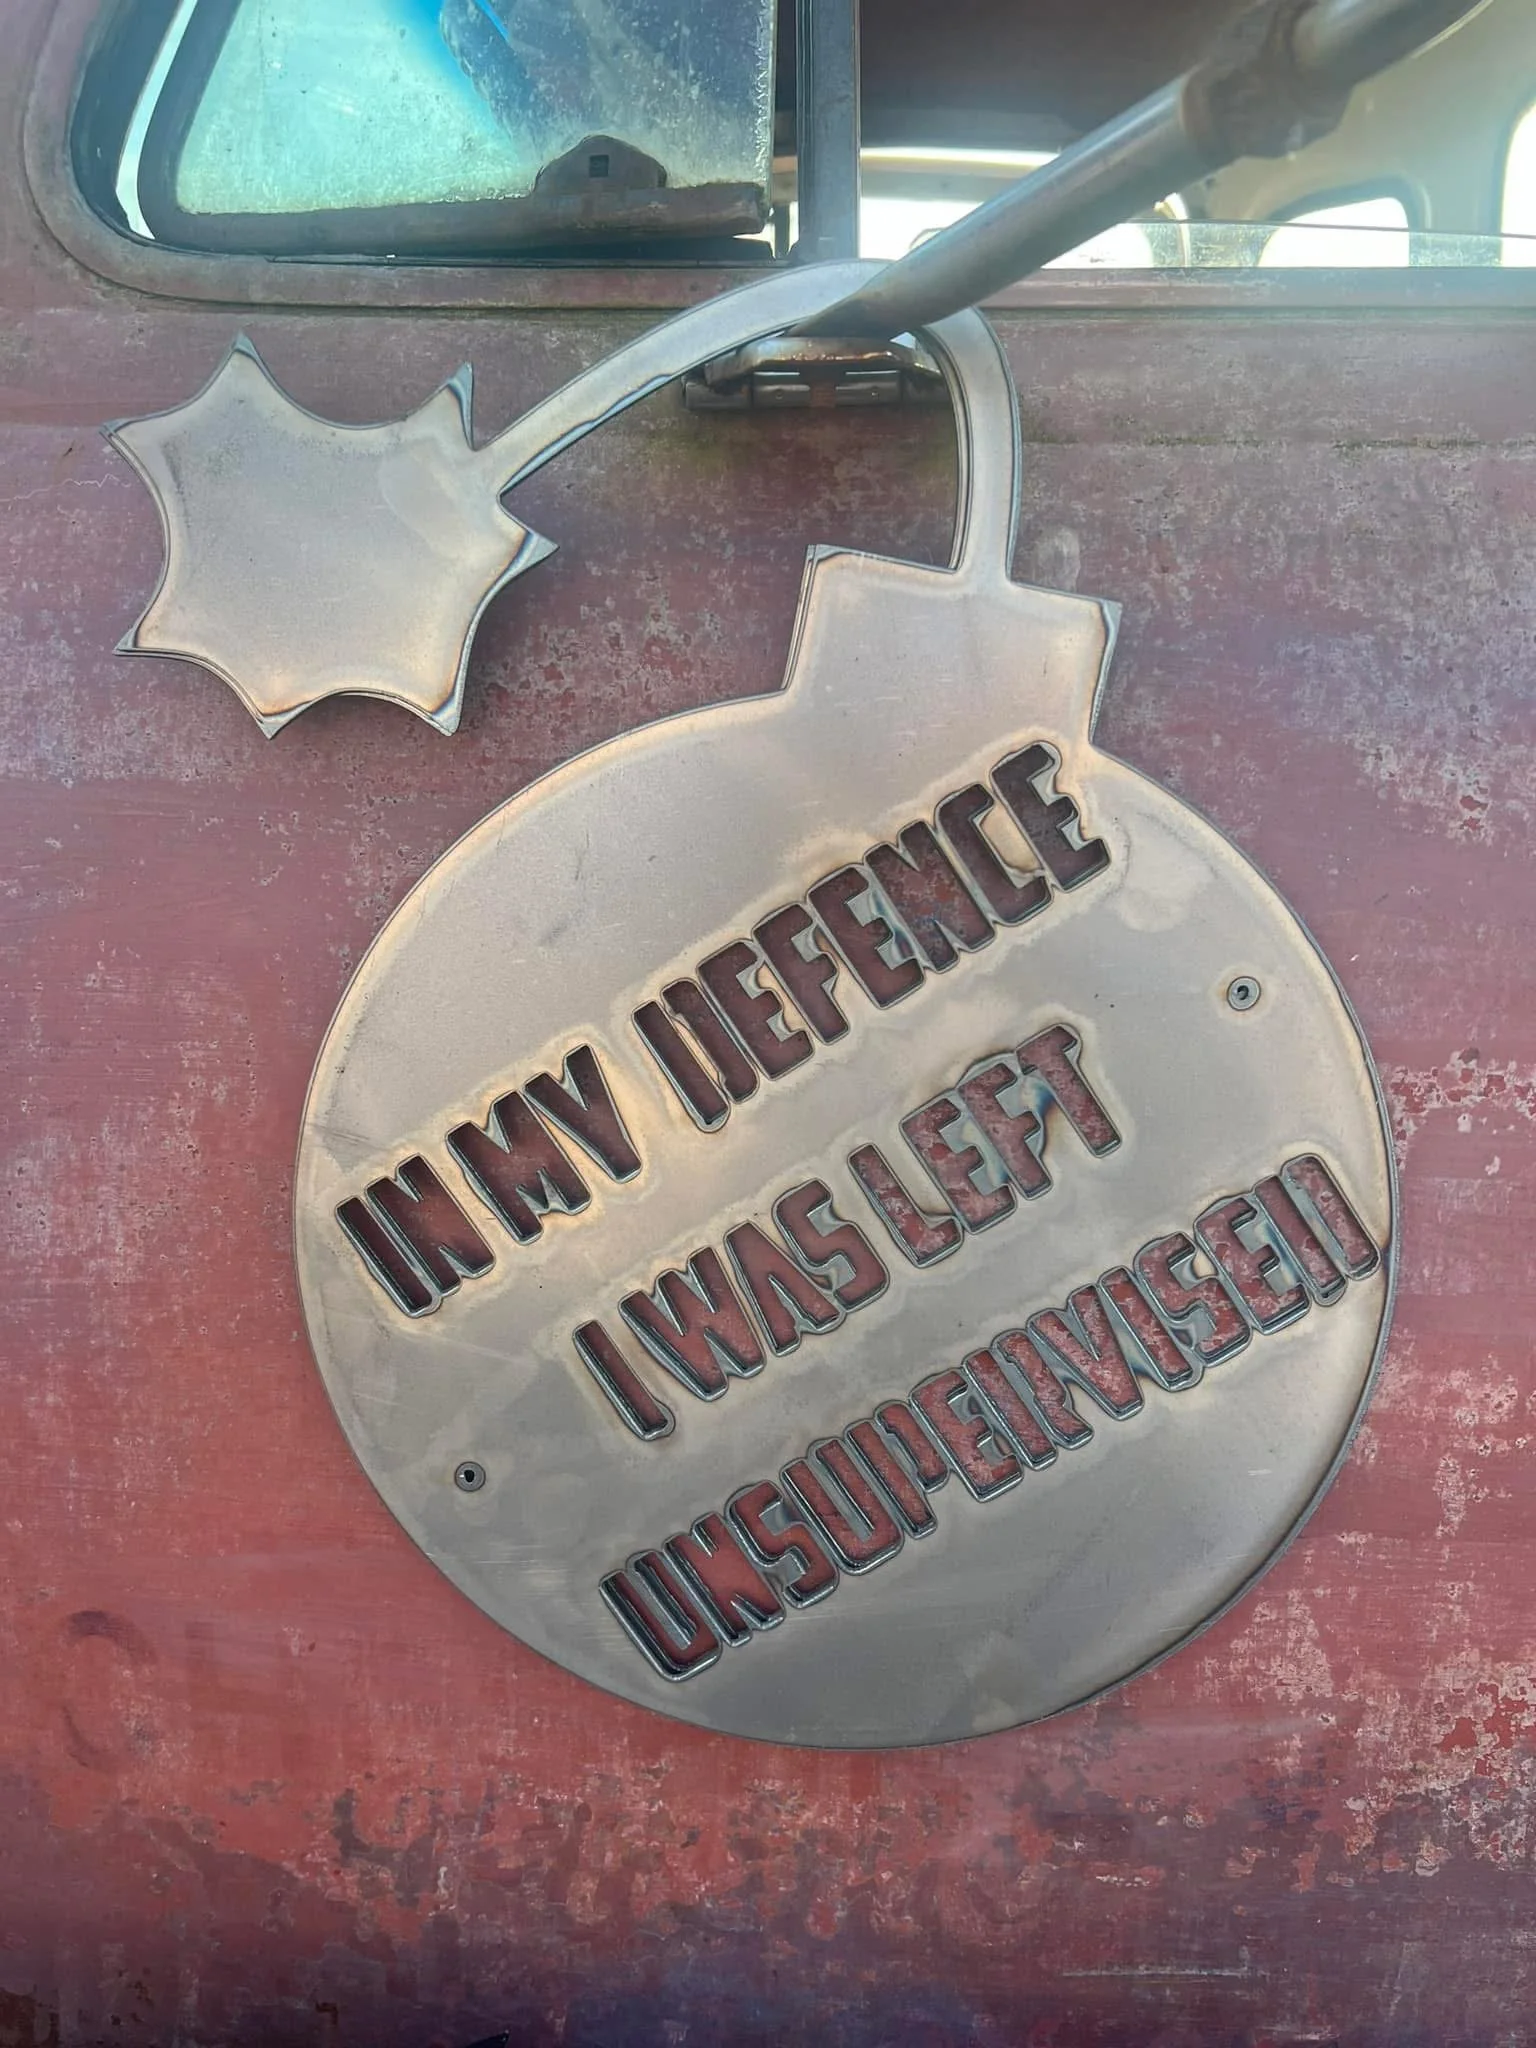 IN MY DEFENCE
I WAS LEFT
UNSUPERVISED